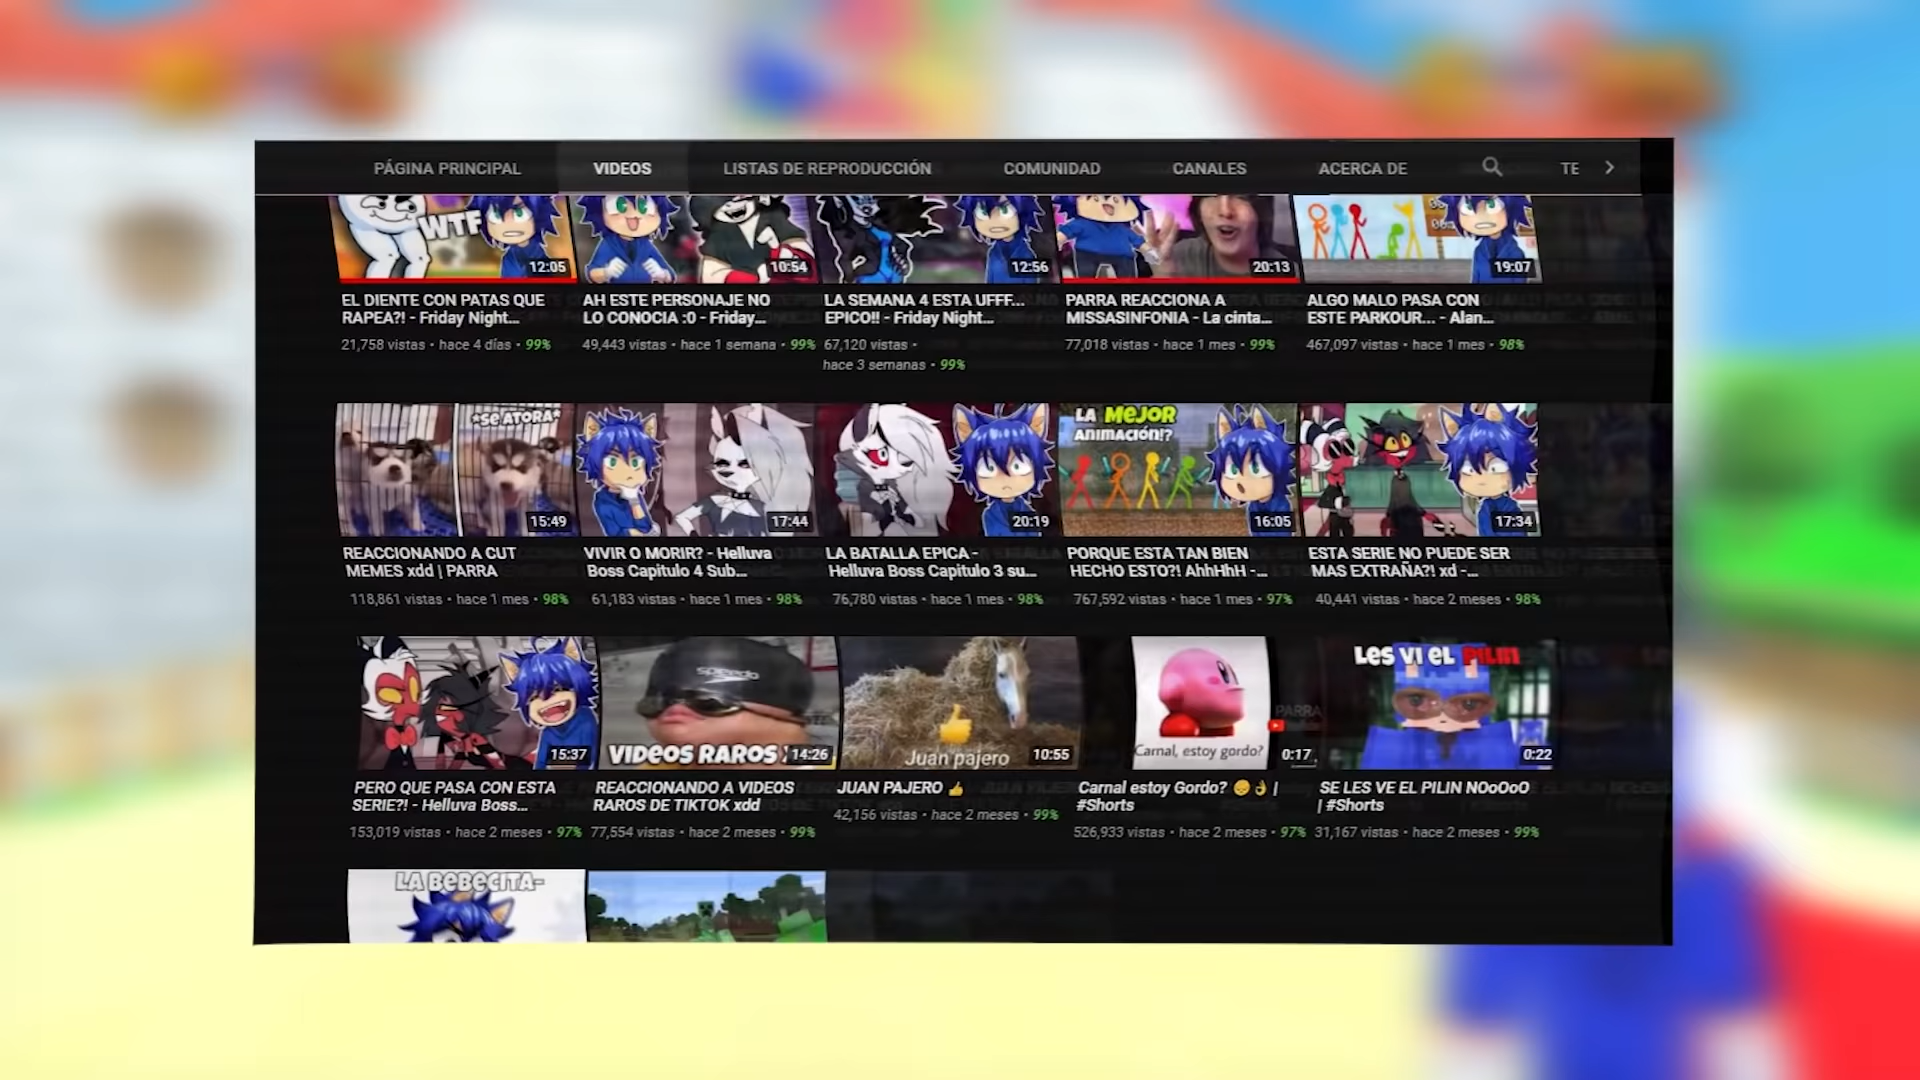 PÁGINA PRINCIPAL VIDEOS LISTAS DE REPRODUCCIÓN COMUNIDAD CANALES ACERCA DE TE
WTF
12:05 10:54 12:56 20:13 19:07
EL DIENTE CON PATAS QUE
RAPEA?! - Friday Night...
21,758 vistas • hace 4 días • 99%
AH ESTE PERSONAJE NO
LO CONOCIA :0 - Friday...
49,443 vistas • hace 1 semana • 99%
LA SEMANA 4 ESTA UFFF...
EPICO!! - Friday Night...
67,120 vistas •
hace 3 semanas • 99%
PARRA REACCIONA A
MISSASINFONIA - La cinta...
77,018 vistas • hace 1 mes • 99%
ALGO MALO PASA CON
ESTE PARKOUR... - Alan...
467,097 vistas • hace 1 mes • 98%
*SE ATORA*
15:49
REACCIONANDO A CUT
MEMES xdd | PARRA
118,861 vistas • hace 1 mes • 98%
17:44
VIVIR O MORIR? - Helluva
Boss Capitulo 4 Sub...
61,183 vistas • hace 1 mes • 98%
20:19
LA BATALLA EPICA -
Helluva Boss Capitulo 3 su...
76,780 vistas • hace 1 mes • 98%
LA MEJOR
ANIMACIÓN!?
16:05
PORQUE ESTA TAN BIEN
HECHO ESTO?! AhhHhH -...
767,592 vistas • hace 1 mes • 97%
17:34
ESTA SERIE NO PUEDE SER
MAS EXTRAÑA?! xd -...
40,441 vistas • hace 2 meses • 98%
15:37
PERO QUE PASA CON ESTA
SERIE?! - Helluva Boss...
153,019 vistas • hace 2 meses • 97%
speedo
VIDEOS RAROS
14:26
REACCIONANDO A VIDEOS
RAROS DE TIKTOK xdd
77,554 vistas • hace 2 meses • 99%
Juan pajero
10:55
JUAN PAJERO 👍
42,156 vistas • hace 2 meses • 99%
PARRA
Carnal, estoy gordo?
0:17
Carnal estoy Gordo? 😔👌 |
#Shorts
526,933 vistas • hace 2 meses • 97%
LES VI EL PILIN
0:22
SE LES VE EL PILIN NOoOoO
| #Shorts
31,167 vistas • hace 2 meses • 99%
LA BEBECITA-